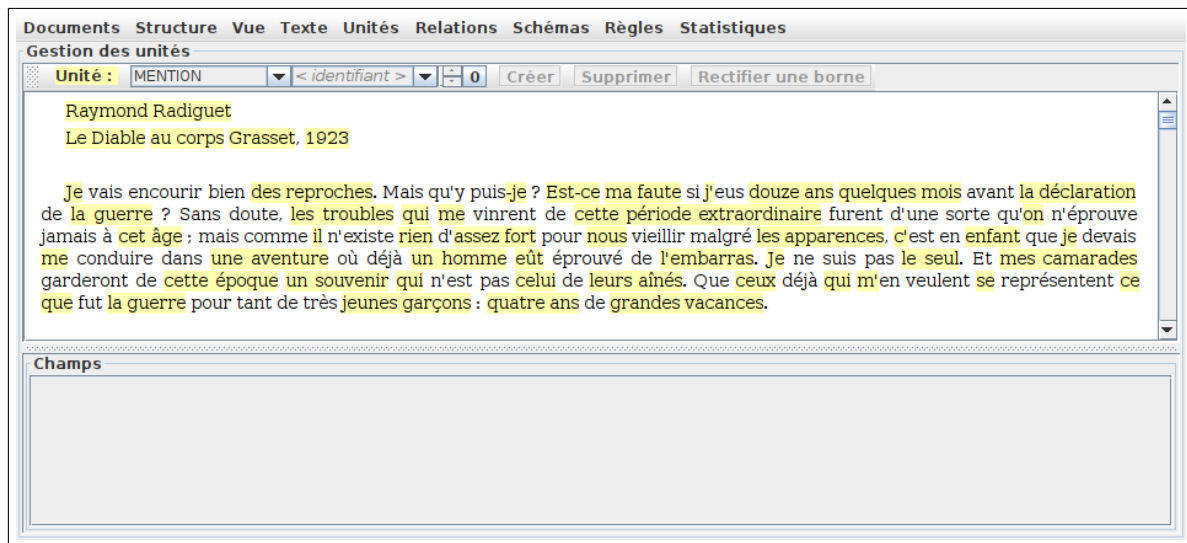 Documents Structure Vue Texte Unités Relations Schémas Règles Statistiques
Gestion des unités
Unité : MENTION < identifiant > 0 Créer Supprimer Rectifier une borne
Raymond Radiguet
Le Diable au corps Grasset, 1923
Je vais encourir bien des reproches. Mais qu'y puis-je ? Est-ce ma faute si j'eus douze ans quelques mois avant la déclaration
de la guerre ? Sans doute, les troubles qui me vinrent de cette période extraordinaire furent d'une sorte qu'on n'éprouve
jamais à cet âge ; mais comme il n'existe rien d'assez fort pour nous vieillir malgré les apparences, c'est en enfant que je devais
me conduire dans une aventure où déjà un homme eût éprouvé de l'embarras. Je ne suis pas le seul. Et mes camarades
garderont de cette époque un souvenir qui n'est pas celui de leurs aînés. Que ceux déjà qui m'en veulent se représentent ce
que fut la guerre pour tant de très jeunes garçons : quatre ans de grandes vacances.
Champs